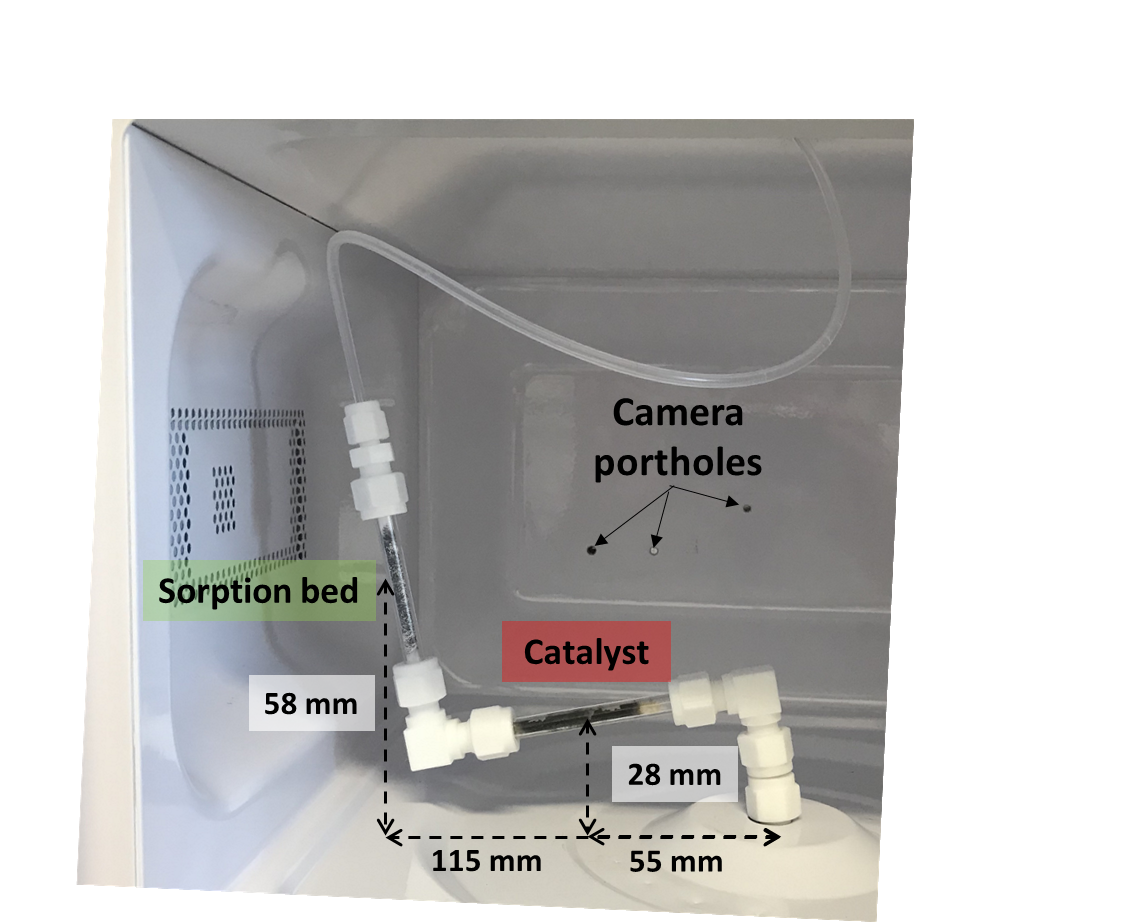 Camera
portholes
Sorption bed
Catalyst
58 mm
28 mm
115 mm
55 mm